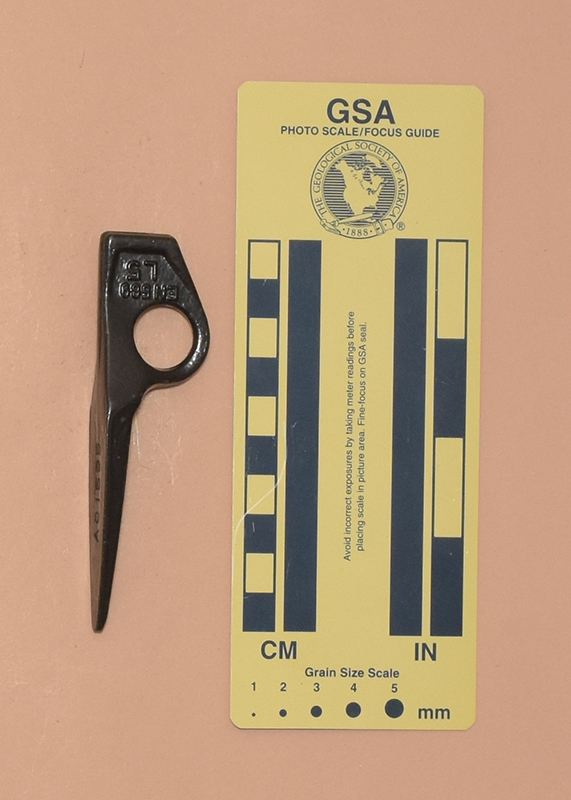 GSA
PHOTO SCALE/FOCUS GUIDE
THE GEOLOGICAL SOCIETY OF AMERICA
·1888·
®
Avoid incorrect exposures by taking meter readings before
placing scale in picture area. Fine-focus on GSA seal.
CM
IN
Grain Size Scale
1 2 3 4 5
mm
L5
EN569